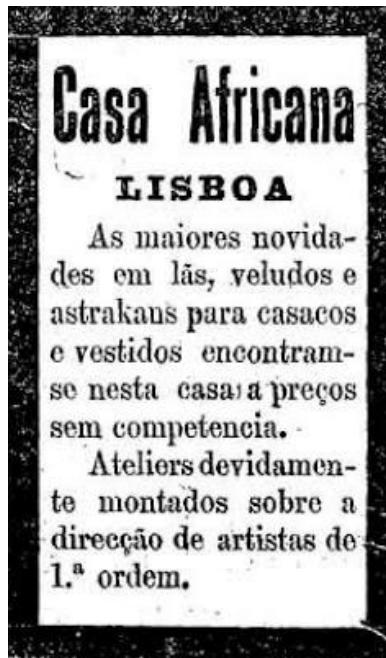 Casa Africana
LISBOA
As maiores novida-
des em lãs, veludos e
astrakans para casacos
e vestidos encontram-
se nesta casa a preços
sem competencia.
Ateliers devidamen-
te montados sobre a
direcção de artistas de
1.ª ordem.